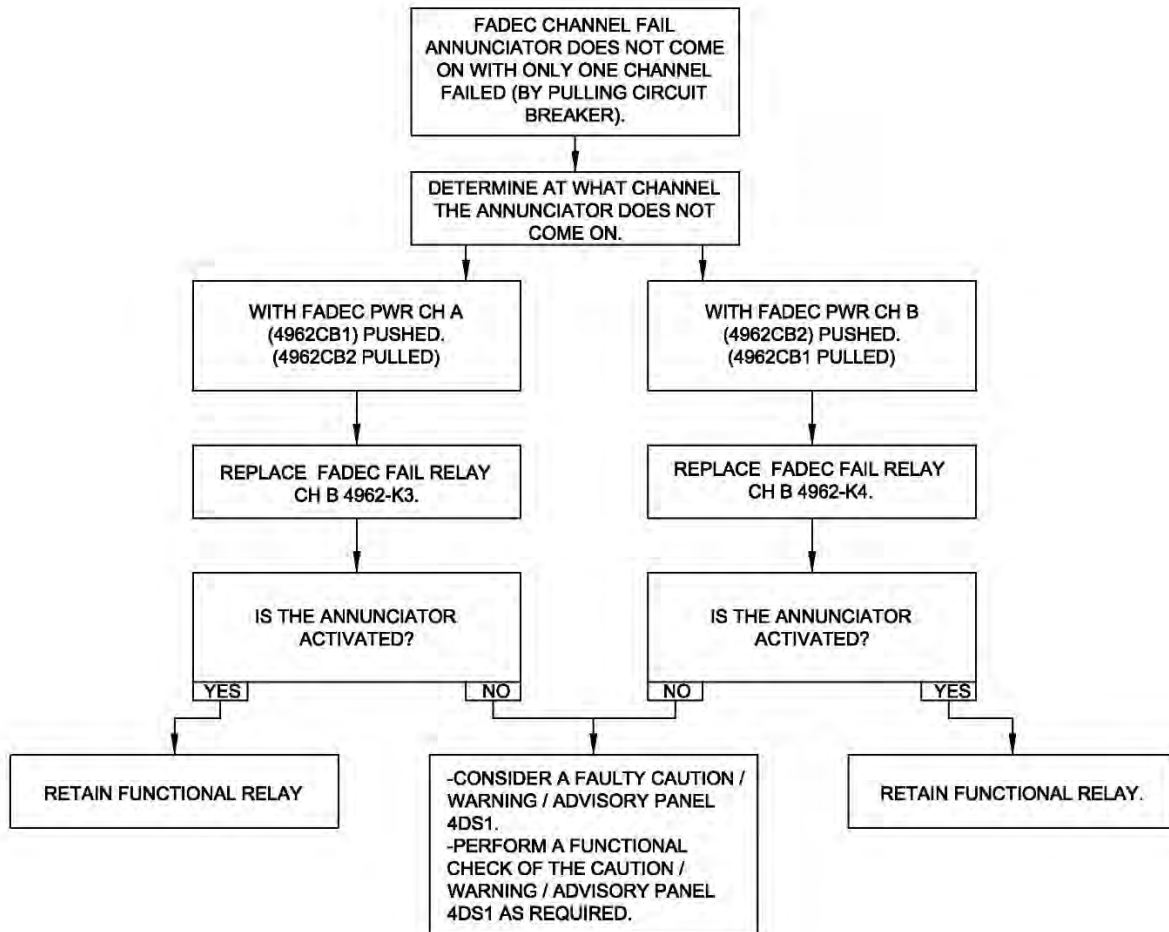 FADEC CHANNEL FAIL
ANNUNCIATOR DOES NOT COME
ON WITH ONLY ONE CHANNEL
FAILED (BY PULLING CIRCUIT
BREAKER).
DETERMINE AT WHAT CHANNEL
THE ANNUNCIATOR DOES NOT
COME ON.
WITH FADEC PWR CH A
(4962CB1) PUSHED.
(4962CB2 PULLED)
WITH FADEC PWR CH B
(4962CB2) PUSHED.
(4962CB1 PULLED)
REPLACE FADEC FAIL RELAY
CH B 4962-K3.
REPLACE FADEC FAIL RELAY
CH B 4962-K4.
IS THE ANNUNCIATOR
ACTIVATED?
YES
NO
IS THE ANNUNCIATOR
ACTIVATED?
NO
YES
RETAIN FUNCTIONAL RELAY
-CONSIDER A FAULTY CAUTION /
WARNING / ADVISORY PANEL
4DS1.
-PERFORM A FUNCTIONAL
CHECK OF THE CAUTION /
WARNING / ADVISORY PANEL
4DS1 AS REQUIRED.
RETAIN FUNCTIONAL RELAY.